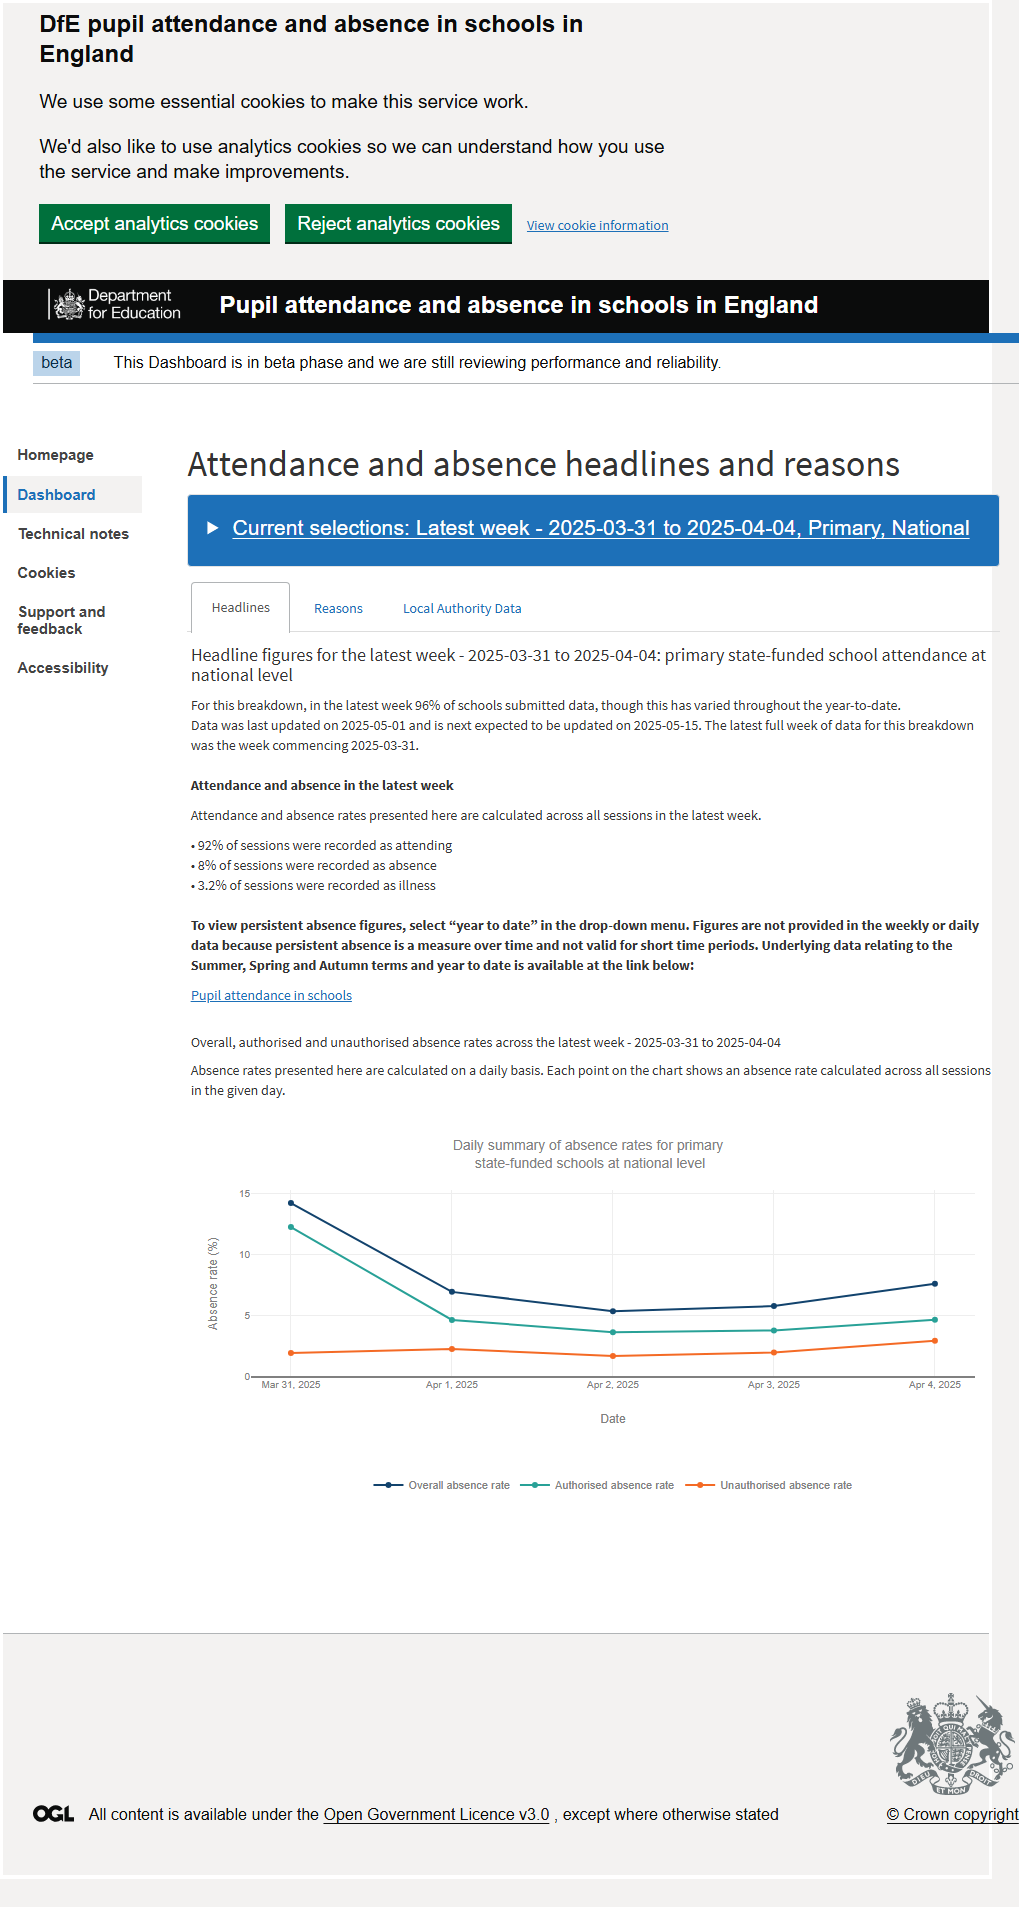 DfE pupil attendance and absence in schools in
England
We use some essential cookies to make this service work.
We'd also like to use analytics cookies so we can understand how you use
the service and make improvements.
Accept analytics cookies
Reject analytics cookies
View cookie information
Department
for Education
Pupil attendance and absence in schools in England
beta
This Dashboard is in beta phase and we are still reviewing performance and reliability.
Homepage
Dashboard
Technical notes
Cookies
Support and
feedback
Accessibility
Attendance and absence headlines and reasons
Current selections: Latest week - 2025-03-31 to 2025-04-04, Primary, National
Headlines
Reasons
Local Authority Data
Headline figures for the latest week - 2025-03-31 to 2025-04-04: primary state-funded school attendance at
national level
For this breakdown, in the latest week 96% of schools submitted data, though this has varied throughout the year-to-date.
Data was last updated on 2025-05-01 and is next expected to be updated on 2025-05-15. The latest full week of data for this breakdown
was the week commencing 2025-03-31.
Attendance and absence in the latest week
Attendance and absence rates presented here are calculated across all sessions in the latest week.
• 92% of sessions were recorded as attending
• 8% of sessions were recorded as absence
• 3.2% of sessions were recorded as illness
To view persistent absence figures, select “year to date” in the drop-down menu. Figures are not provided in the weekly or daily
data because persistent absence is a measure over time and not valid for short time periods. Underlying data relating to the
Summer, Spring and Autumn terms and year to date is available at the link below:
Pupil attendance in schools
Overall, authorised and unauthorised absence rates across the latest week - 2025-03-31 to 2025-04-04
Absence rates presented here are calculated on a daily basis. Each point on the chart shows an absence rate calculated across all sessions
in the given day.
Daily summary of absence rates for primary
state-funded schools at national level
Absence rate (%)
15
10
5
0
Mar 31, 2025
Apr 1, 2025
Apr 2, 2025
Apr 3, 2025
Apr 4, 2025
Date
Overall absence rate
Authorised absence rate
Unauthorised absence rate
DIEU ET MON DROIT
OGL
All content is available under the Open Government Licence v3.0 , except where otherwise stated
© Crown copyright